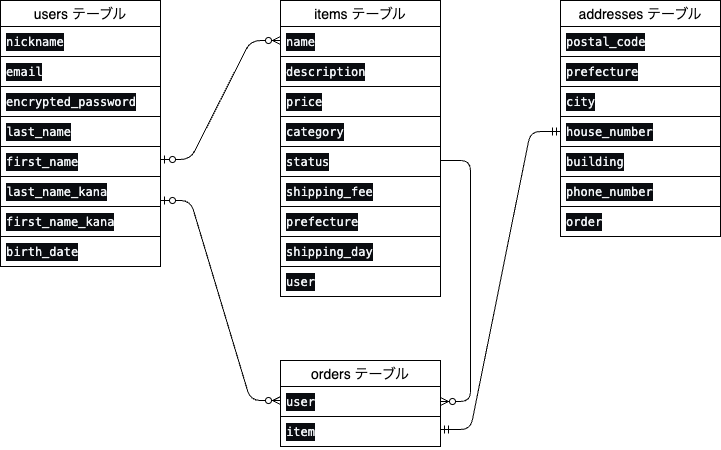 users テーブル
nickname
email
encrypted_password
last_name
first_name
last_name_kana
first_name_kana
birth_date
items テーブル
name
description
price
category
status
shipping_fee
prefecture
shipping_day
user
addresses テーブル
postal_code
prefecture
city
house_number
building
phone_number
order
orders テーブル
user
item